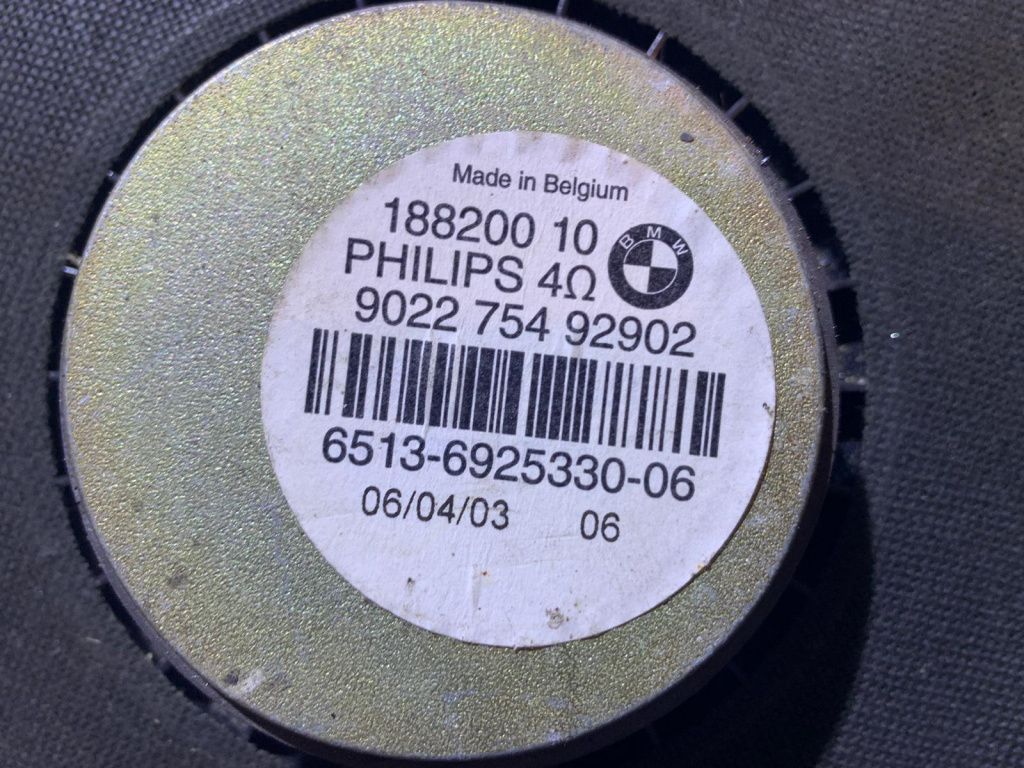 Made in Belgium
188200 10
BMW
PHILIPS 4Ω
9022 754 92902
6513-6925330-06
06/04/03 06